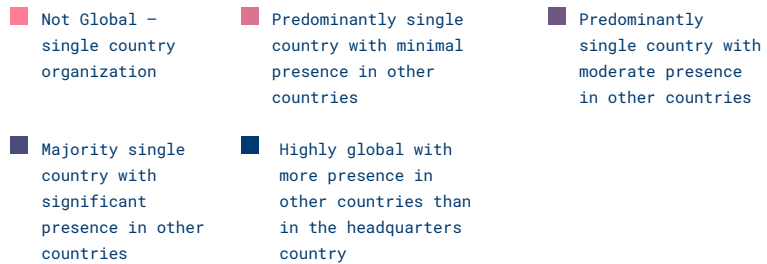 Not Global –
single country
organization
Predominantly single
country with minimal
presence in other
countries
Predominantly
single country with
moderate presence
in other countries
Majority single
country with
significant
presence in other
countries
Highly global with
more presence in
other countries than
in the headquarters
country